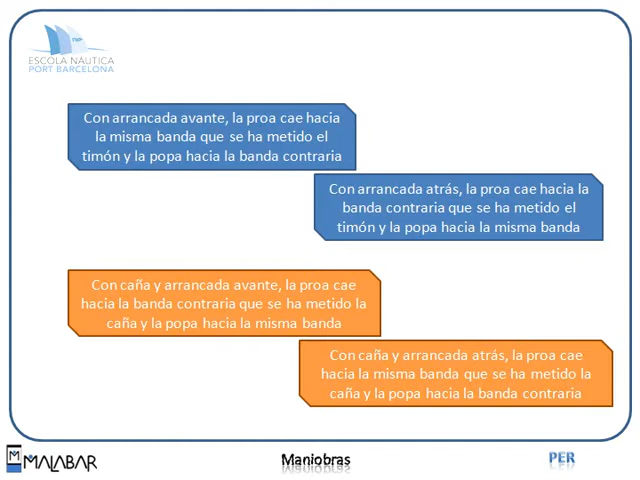 ESCOLA NÁUTICA
PORT BARCELONA
Con arrancada avante, la proa cae hacia
la misma banda que se ha metido el
timón y la popa hacia la banda contraria
Con arrancada atrás, la proa cae hacia la
banda contraria que se ha metido el
timón y la popa hacia la misma banda
Con caña y arrancada avante, la proa cae
hacia la banda contraria que se ha metido la
caña y la popa hacia la misma banda
Con caña y arrancada atrás, la proa cae
hacia la misma banda que se ha metido la
caña y la popa hacia la banda contraria
M MALABAR
Maniobras
PER